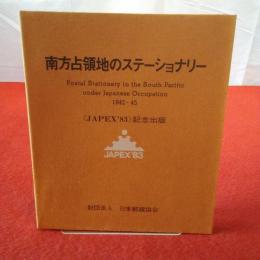 南方占領地のステーショナリー
Postal Stationery in the South Pacific
under Japanese Occupation
1942-45
〈JAPEX'83〉記念出版
JAPEX'83
財団法人 日本郵趣協会